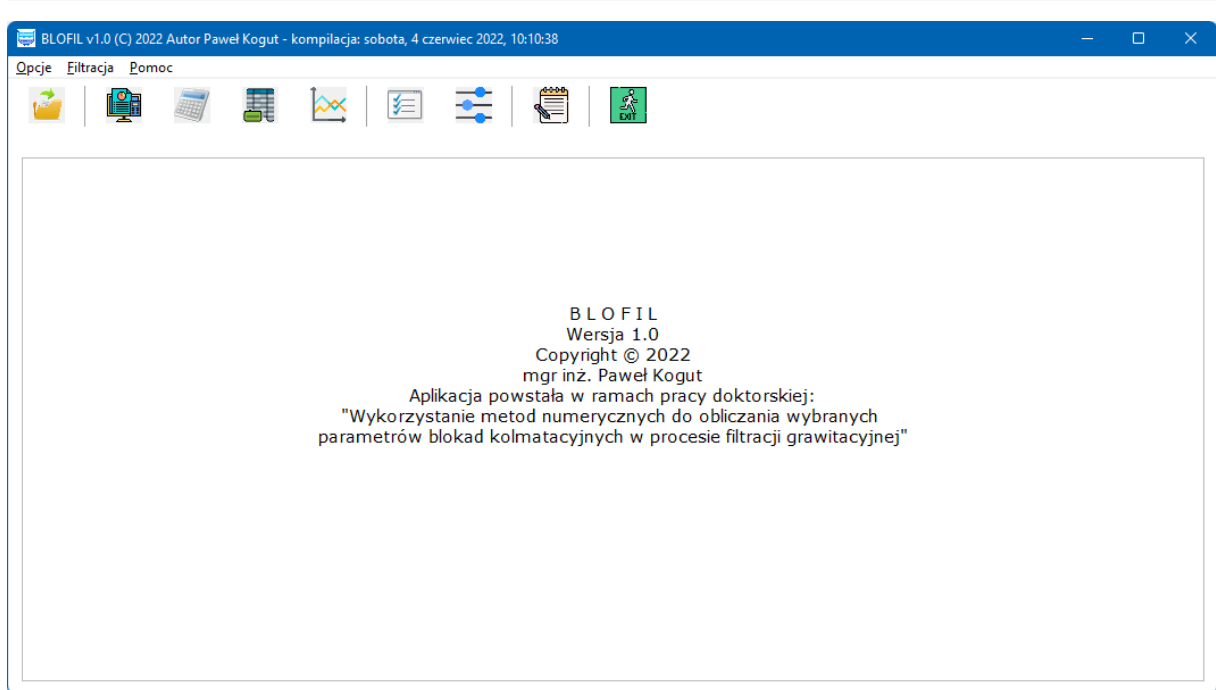 BLOFIL v1.0 (C) 2022 Autor Paweł Kogut - kompilacja: sobota, 4 czerwiec 2022, 10:10:38
Opcje Filtracja Pomoc
EXIT
B L O F I L
Wersja 1.0
Copyright © 2022
mgr inż. Paweł Kogut
Aplikacja powstała w ramach pracy doktorskiej:
"Wykorzystanie metod numerycznych do obliczania wybranych
parametrów blokad kolmatacyjnych w procesie filtracji grawitacyjnej"